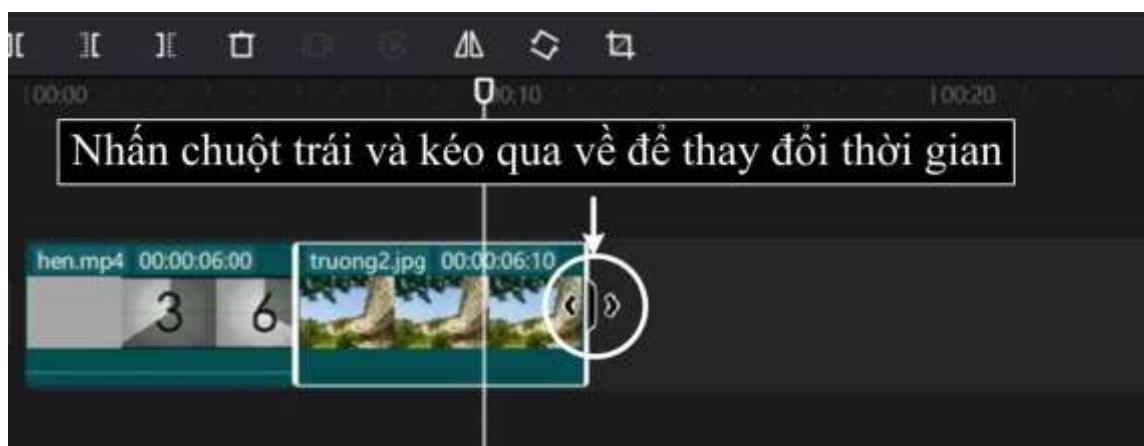 00:00 00:10 00:20
Nhấn chuột trái và kéo qua về để thay đổi thời gian
hen.mp4 00:00:06:00 truong2.jpg 00:00:06:10
3 6